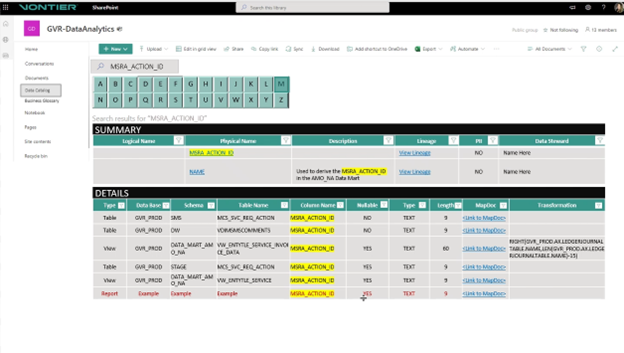 VONTIER SharePoint Search this library
GD GVR-DataAnalytics Public group Not following 12 members
Home
Conversations
Documents
Data Catalog
Business Glossary
Notebook
Pages
Site contents
Recycle bin
+ New Upload Edit in grid view Share Copy link Sync Download Add shortcut to OneDrive Export Automate All Documents
MSRA_ACTION_ID
A B C D E F G H I J K L M
N O P Q R S T U V W X Y Z
Search results for "MSRA_ACTION_ID"
SUMMARY
Logical Name Physical Name Description Lineage PII Data Steward
MSRA_ACTION_ID View Lineage NO Name Here
NAME Used to derive the MSRA_ACTION_ID in the AMO_NA Data Mart View Lineage NO Name Here
DETAILS
Type Data Base Schema Table Name Column Name Nullable Type Length MapDoc Transformation
Table GVR_PROD SMS MCS_SVC_REQ_ACTION MSRA_ACTION_ID NO TEXT 9 <Link to MapDoc>
Table GVR_PROD DW MSRA_ACTION_ID NO TEXT 9 <Link to MapDoc>
View GVR_PROD DATA_MART_AMO_NA VW_ENTYTLE_SERVICE_INVOICE_DATA MSRA_ACTION_ID YES TEXT 60 <Link to MapDoc> RIGHT(GVR_PROD.AX.LEDGERJOURNALTABLE.NAME,LEN(GVR_PROD.AX.LEDGERJOURNALTABLE.NAME)-15)
Table GVR_PROD STAGE MCS_SVC_REQ_ACTION MSRA_ACTION_ID YES TEXT 9 <Link to MapDoc>
View GVR_PROD DATA_MART_AMO_NA VW_ENTYTLE_SERVICE MSRA_ACTION_ID YES TEXT 9 <Link to MapDoc>
Report Example Example Example MSRA_ACTION_ID YES TEXT 9 <Link to MapDoc>